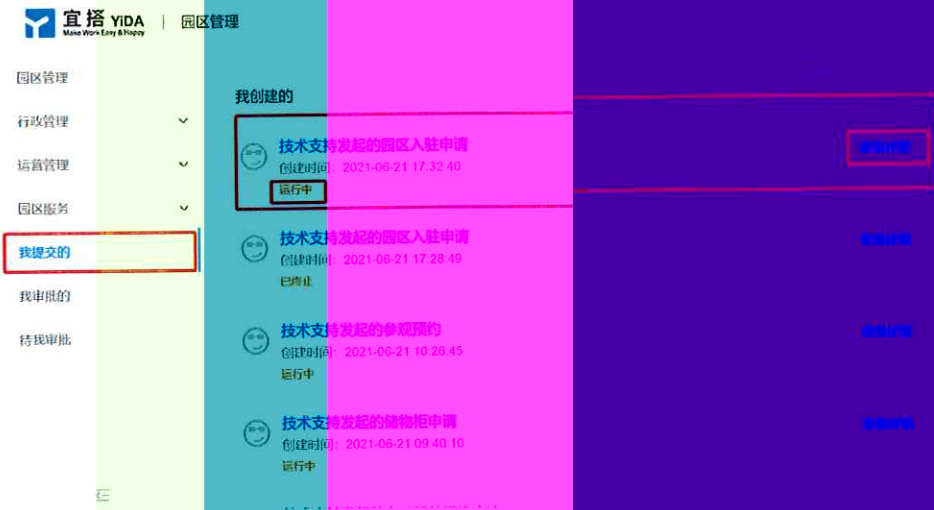 宜搭 YiDA | 园区管理
Make Work Easy & Happy
园区管理
行政管理
运营管理
园区服务
我提交的
我审批的
待我审批
我创建的
技术支持发起的园区入驻申请
创建时间: 2021-06-21 17:32:40
运行中
技术支持发起的园区入驻申请
创建时间: 2021-06-21 17:28:49
已终止
技术支持发起的参观预约
创建时间: 2021-06-21 10:26:45
运行中
技术支持发起的储物柜申请
创建时间: 2021-06-21 09:40:10
运行中